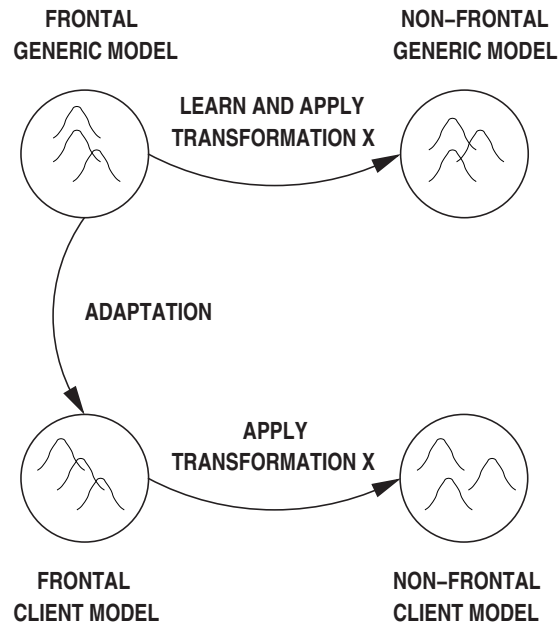 FRONTAL
GENERIC MODEL
NON–FRONTAL
GENERIC MODEL
LEARN AND APPLY
TRANSFORMATION X
ADAPTATION
APPLY
TRANSFORMATION X
FRONTAL
CLIENT MODEL
NON–FRONTAL
CLIENT MODEL